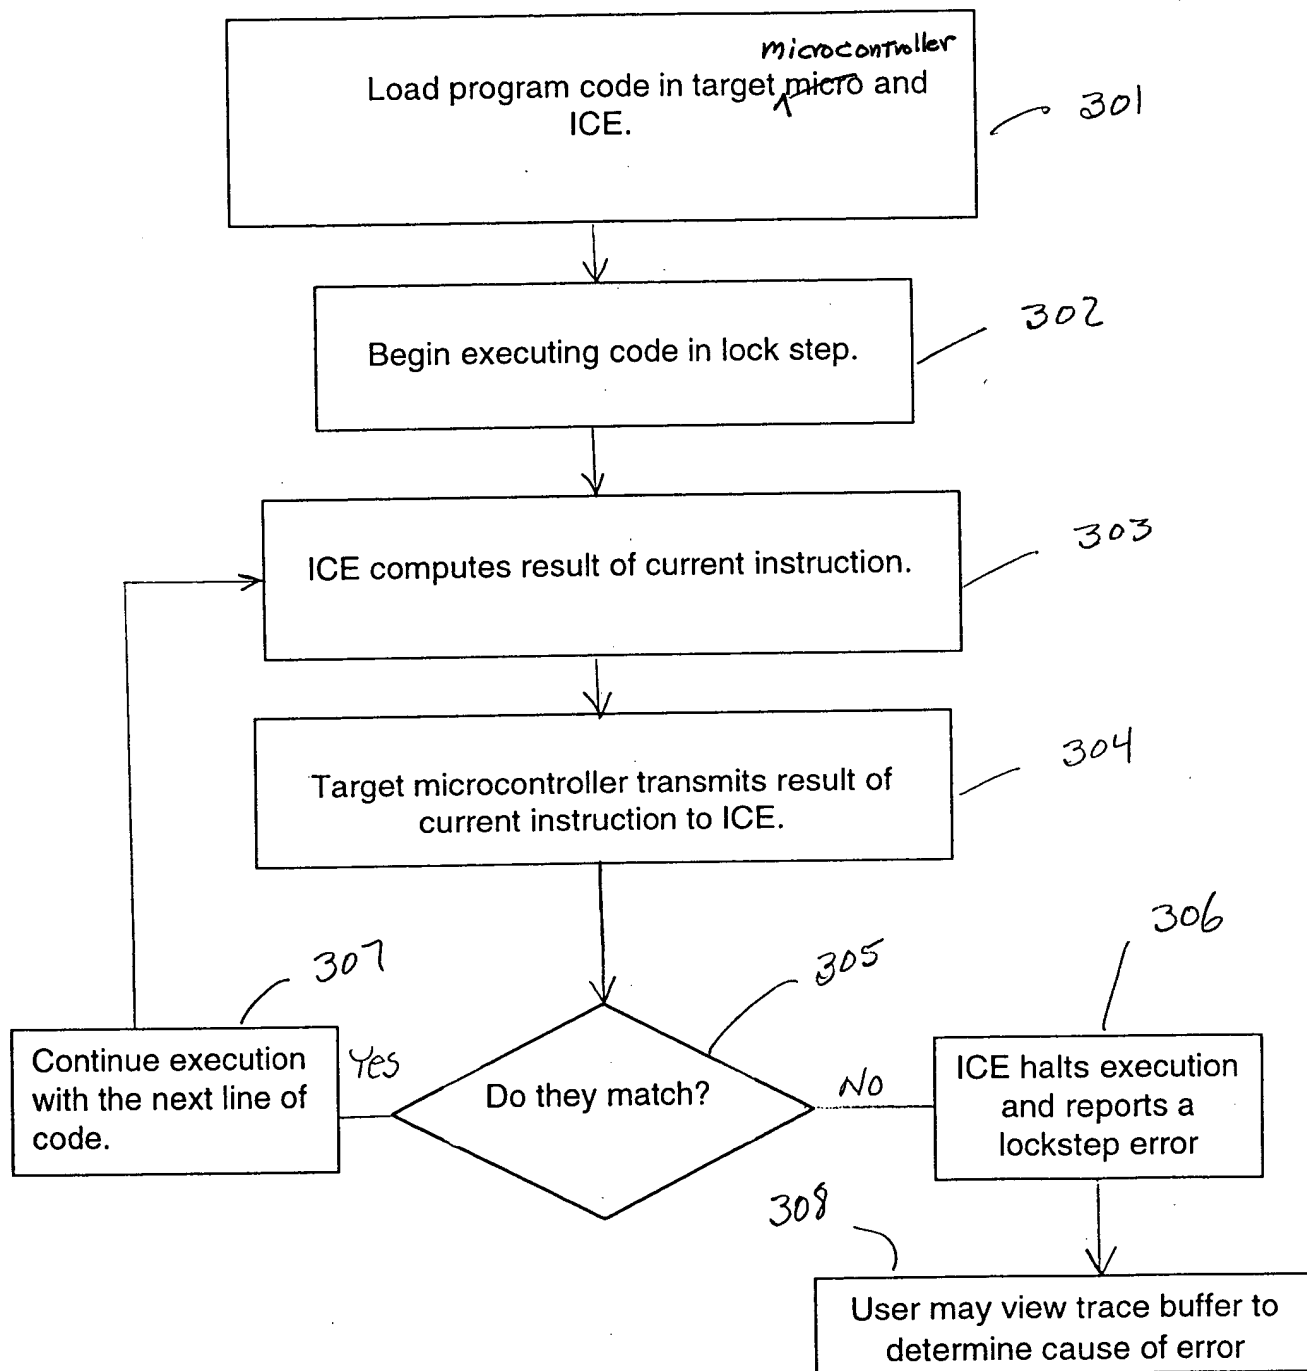 microcontroller
Load program code in target micro and
ICE.
301
Begin executing code in lock step.
302
ICE computes result of current instruction.
303
Target microcontroller transmits result of
current instruction to ICE.
304
Do they match?
305
Yes
No
Continue execution
with the next line of
code.
307
ICE halts execution
and reports a
lockstep error
306
User may view trace buffer to
determine cause of error
308